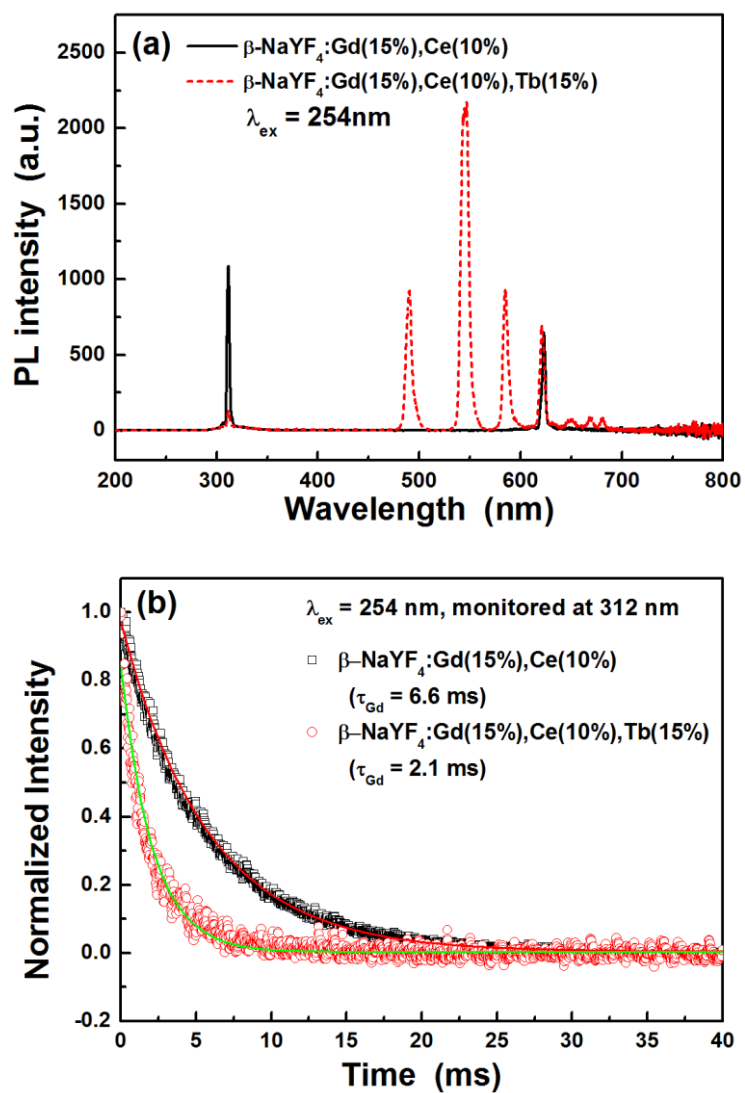 (a)
β-NaYF₄:Gd(15%),Ce(10%)
β-NaYF₄:Gd(15%),Ce(10%),Tb(15%)
λₑₓ = 254nm
PL intensity (a.u.)
2500
2000
1500
1000
500
0
200 300 400 500 600 700 800
Wavelength (nm)
(b)
λₑₓ = 254 nm, monitored at 312 nm
β–NaYF₄:Gd(15%),Ce(10%)
(τGd = 6.6 ms)
β–NaYF₄:Gd(15%),Ce(10%),Tb(15%)
(τGd = 2.1 ms)
Normalized Intensity
1.0
0.8
0.6
0.4
0.2
0.0
-0.2
0 5 10 15 20 25 30 35 40
Time (ms)